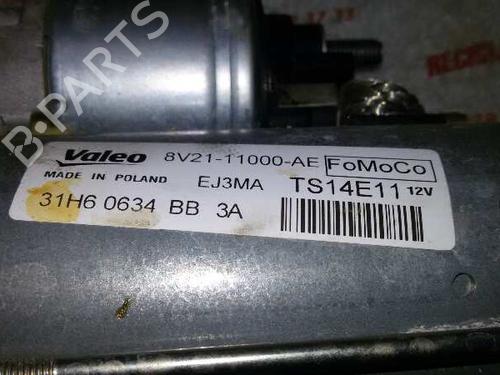 Valeo 8V21-11000-AE FoMoCo
MADE IN POLAND EJ3MA TS14E11 12V
31H6 0634 BB 3A
B-PARTS